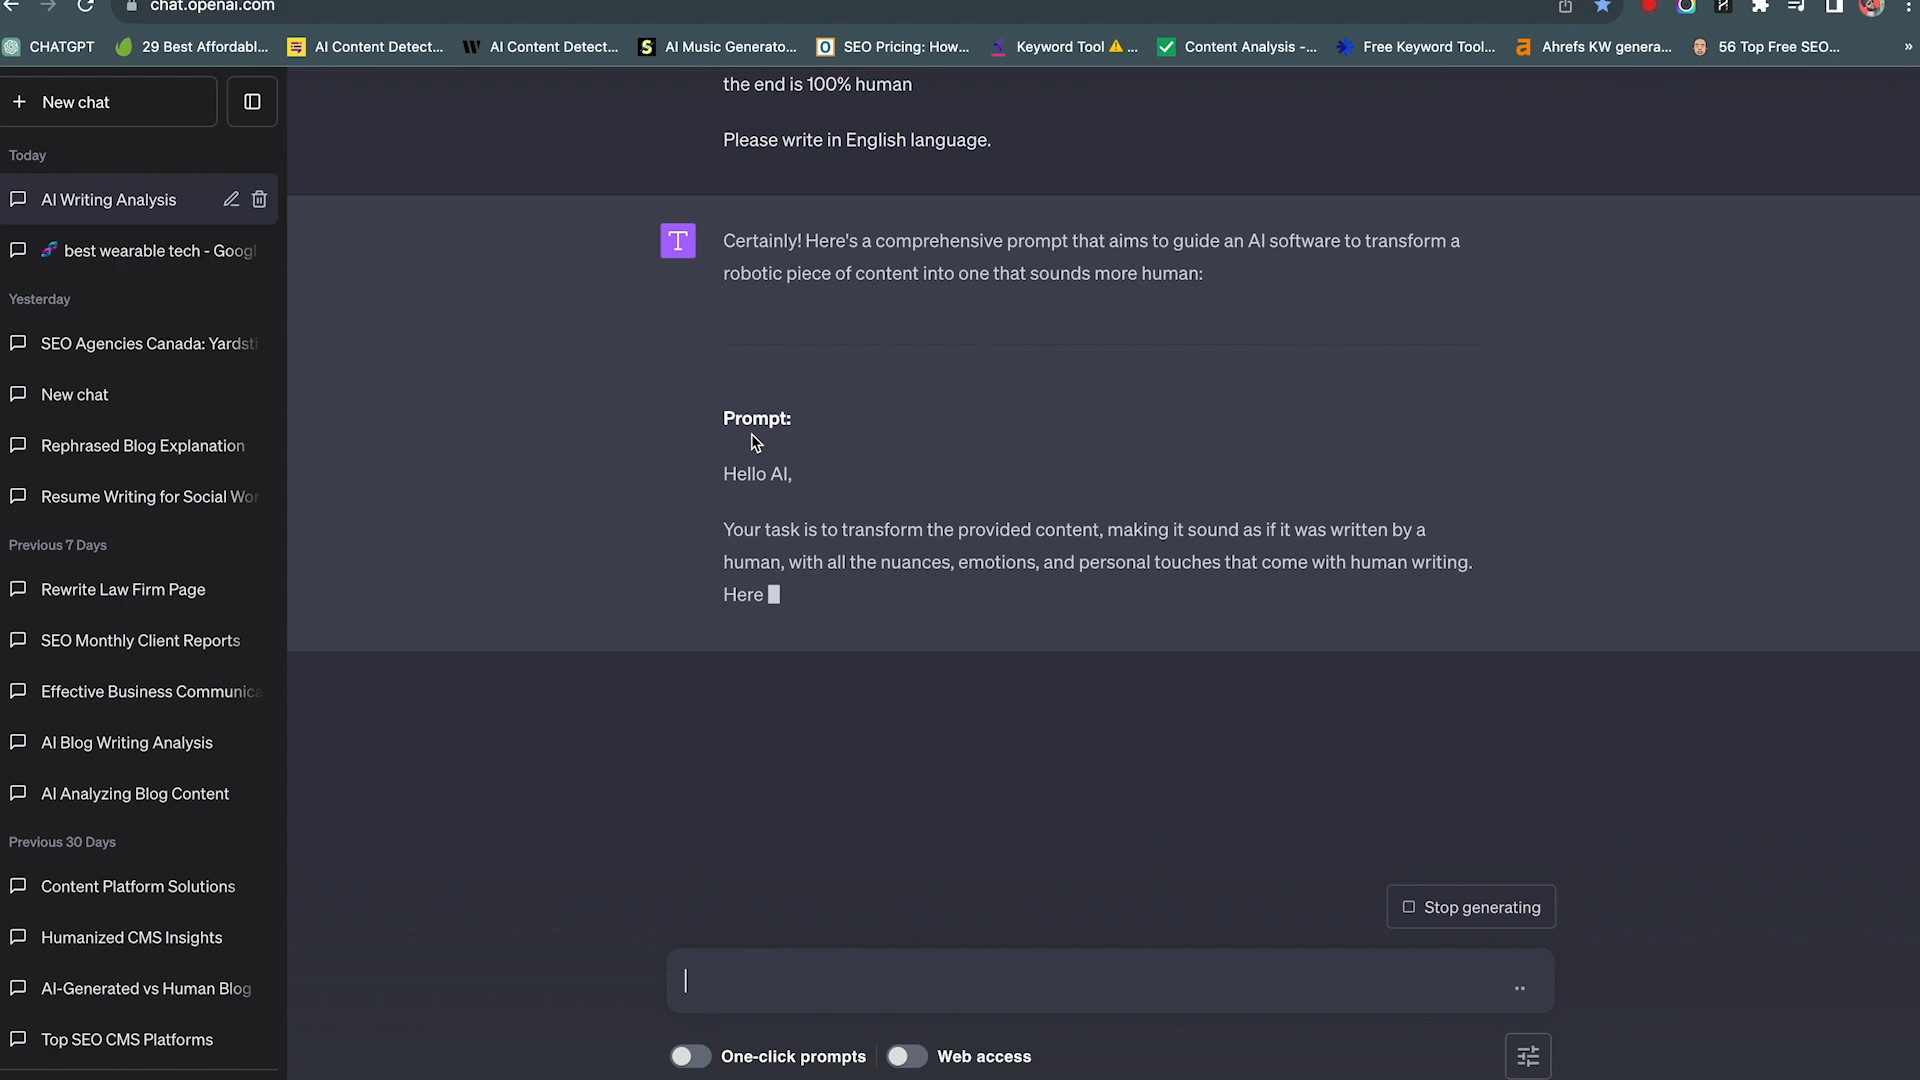 chat.openai.com
CHATGPT
29 Best Affordabl...
AI Content Detect...
AI Content Detect...
AI Music Generato...
SEO Pricing: How...
Keyword Tool ...
Content Analysis -...
Free Keyword Tool...
Ahrefs KW genera...
56 Top Free SEO...
»
+ New chat
Today
AI Writing Analysis
best wearable tech - Googl
Yesterday
SEO Agencies Canada: Yardsti
New chat
Rephrased Blog Explanation
Resume Writing for Social Wor
Previous 7 Days
Rewrite Law Firm Page
SEO Monthly Client Reports
Effective Business Communica
AI Blog Writing Analysis
AI Analyzing Blog Content
Previous 30 Days
Content Platform Solutions
Humanized CMS Insights
AI-Generated vs Human Blog
Top SEO CMS Platforms
the end is 100% human
Please write in English language.
T
Certainly! Here's a comprehensive prompt that aims to guide an AI software to transform a
robotic piece of content into one that sounds more human:
Prompt:
Hello AI,
Your task is to transform the provided content, making it sound as if it was written by a
human, with all the nuances, emotions, and personal touches that come with human writing.
Here
Stop generating
One-click prompts
Web access